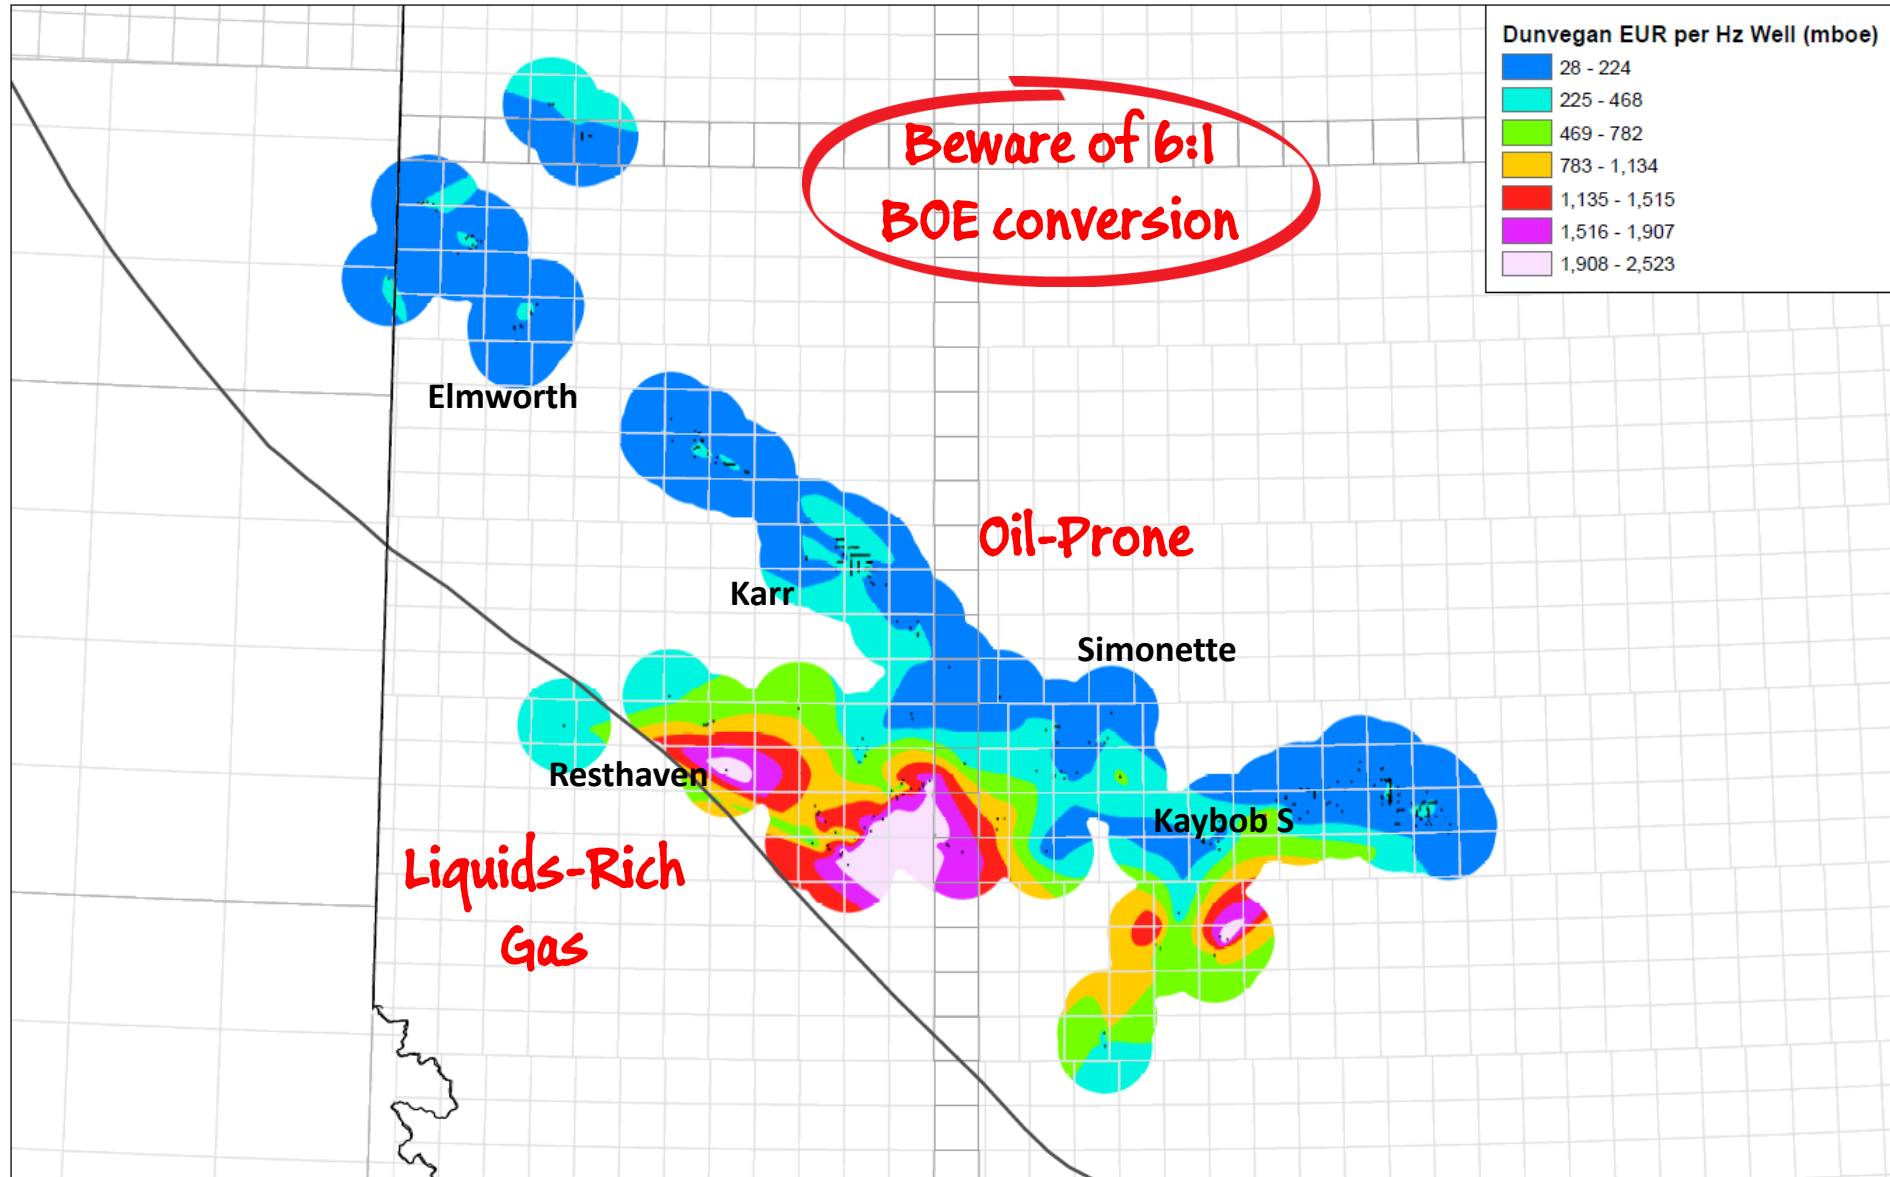 Dunvegan EUR per Hz Well (mboe)
28 - 224
225 - 468
469 - 782
783 - 1,134
1,135 - 1,515
1,516 - 1,907
1,908 - 2,523
Beware of 6:1
BOE conversion
Elmworth
Oil-Prone
Karr
Simonette
Resthaven
Kaybob S
Liquids-Rich
Gas